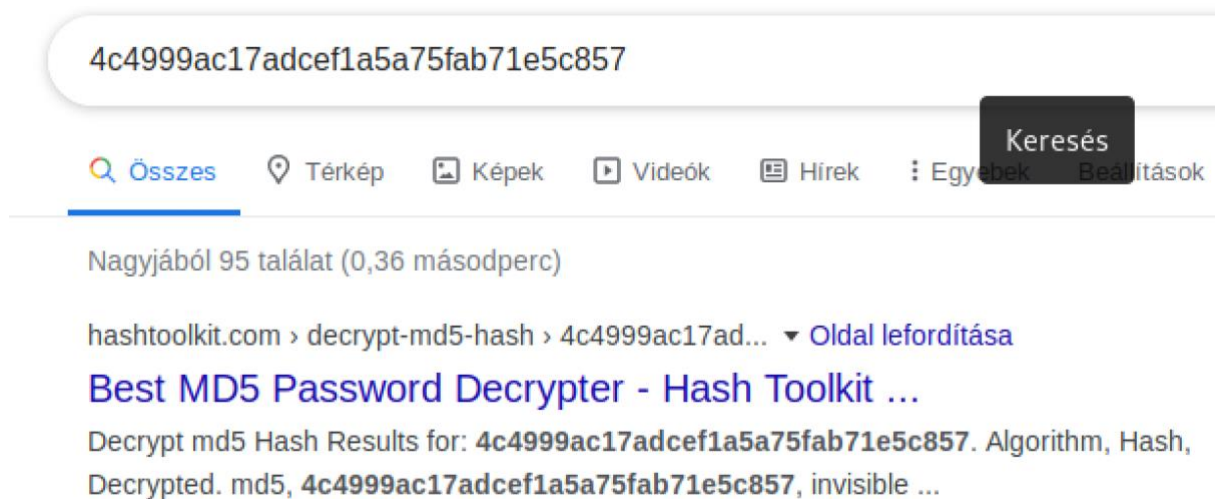 4c4999ac17adcef1a5a75fab71e5c857
Keresés
Összes Térkép Képek Videók Hírek Egyebek Beállítások
Nagyjából 95 találat (0,36 másodperc)
hashtoolkit.com › decrypt-md5-hash › 4c4999ac17ad... ▼ Oldal lefordítása
Best MD5 Password Decrypter - Hash Toolkit ...
Decrypt md5 Hash Results for: 4c4999ac17adcef1a5a75fab71e5c857. Algorithm, Hash,
Decrypted. md5, 4c4999ac17adcef1a5a75fab71e5c857, invisible ...